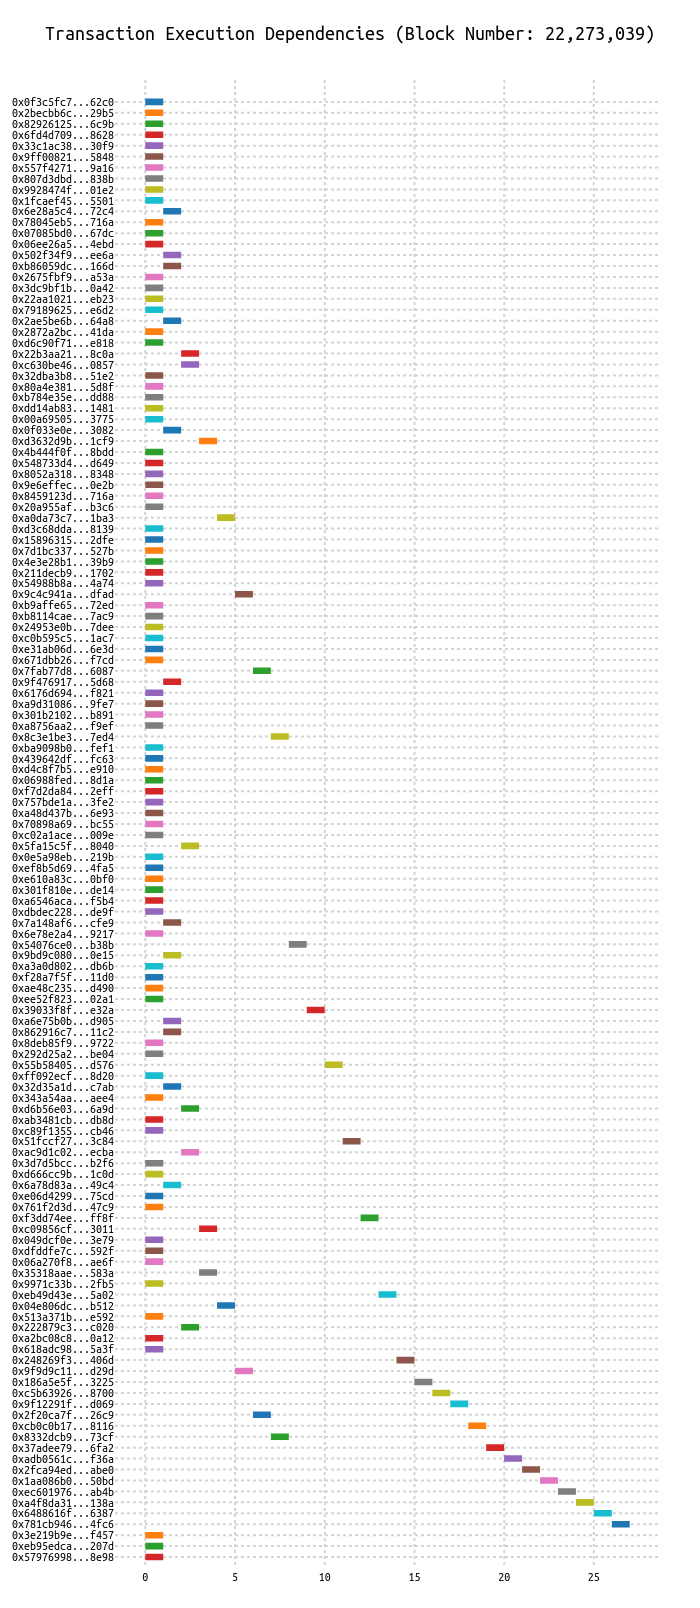 Transaction Execution Dependencies (Block Number: 22,273,039)
0x0f3c5fc7...62c0
0x2becbb6c...29b5
0x82926125...6c9b
0x6fd4d709...8628
0x33c1ac38...30f9
0x9ff00821...5848
0x557f4271...9a16
0x807d3dbd...838b
0x9928474f...01e2
0x1fcaef45...5501
0x6e28a5c4...72c4
0x78045eb5...716a
0x07085bd0...67dc
0x06ee26a5...4ebd
0x502f34f9...ee6a
0xb86059dc...166d
0x2675fbf9...a53a
0x3dc9bf1b...0a42
0x22aa1021...eb23
0x79189625...e6d2
0x2ae5be6b...64a8
0x2872a2bc...41da
0xd6c90f71...e818
0x22b3aa21...8c0a
0xc630be46...0857
0x32dba3b8...51e2
0x80a4e381...5d8f
0xb784e35e...dd88
0xdd14ab83...1481
0x00a69505...3775
0x0f033e0e...3082
0xd3632d9b...1cf9
0x4b444f0f...8bdd
0x548733d4...d649
0x8052a318...8348
0x9e6effec...0e2b
0x8459123d...716a
0x20a955af...b3c6
0xa0da73c7...1ba3
0xd3c68dda...8139
0x15896315...2dfe
0x7d1bc337...527b
0x4e3e28b1...39b9
0x211decb9...1702
0x54988b8a...4a74
0x9c4c941a...dfad
0xb9affe65...72ed
0xb8114cae...7ac9
0x24953e0b...7dee
0xc0b595c5...1ac7
0xe31ab06d...6e3d
0x671dbb26...f7cd
0x7fab77d8...6087
0x9f476917...5d68
0x6176d694...f821
0xa9d31086...9fe7
0x301b2102...b891
0xa8756aa2...f9ef
0x8c3e1be3...7ed4
0xba9098b0...fef1
0x439642df...fc63
0xd4c8f7b5...e910
0x06988fed...8d1a
0xf7d2da84...2eff
0x757bde1a...3fe2
0xa48d437b...6e93
0x70898a69...bc55
0xc02a1ace...009e
0x5fa15c5f...8040
0x0e5a98eb...219b
0xef8b5d69...4fa5
0xe610a83c...0bf0
0x301f810e...de14
0xa6546aca...f5b4
0xdbdec228...de9f
0x7a148af6...cfe9
0x6e78e2a4...9217
0x54076ce0...b38b
0x9bd9c080...0e15
0xa3a0d802...db6b
0xf28a7f5f...11d0
0xae48c235...d490
0xee52f823...02a1
0x39033f8f...e32a
0xa6e75b0b...d905
0x862916c7...11c2
0x8deb85f9...9722
0x292d25a2...be04
0x55b58405...d576
0xff092ecf...8d20
0x32d35a1d...c7ab
0x343a54aa...aee4
0xd6b56e03...6a9d
0xab3481cb...db8d
0xc89f1355...cb46
0x51fccf27...3c84
0xac9d1c02...ecba
0x3d7d5bcc...b2f6
0xd666cc9b...1c0d
0x6a78d83a...49c4
0xe06d4299...75cd
0x761f2d3d...47c9
0xf3dd74ee...ff8f
0xc09856cf...3011
0x049dcf0e...3e79
0xdfddfe7c...592f
0x06a270f8...ae6f
0x35318aae...583a
0x9971c33b...2fb5
0xeb49d43e...5a02
0x04e806dc...b512
0x513a371b...e592
0x222879c3...c020
0xa2bc08c8...0a12
0x618adc98...5a3f
0x248269f3...406d
0x9f9d9c11...d29d
0x186a5e5f...3225
0xc5b63926...8700
0x9f12291f...d069
0x2f20ca7f...26c9
0xcb0c0b17...8116
0x8332dcb9...73cf
0x37adee79...6fa2
0xadb0561c...f36a
0x2fca94ed...abe0
0x1aa086b0...50bd
0xec601976...ab4b
0xa4f8da31...138a
0x6488616f...6387
0x781cb946...4fc6
0x3e219b9e...f457
0xeb95edca...207d
0x57976998...8e98
0 5 10 15 20 25